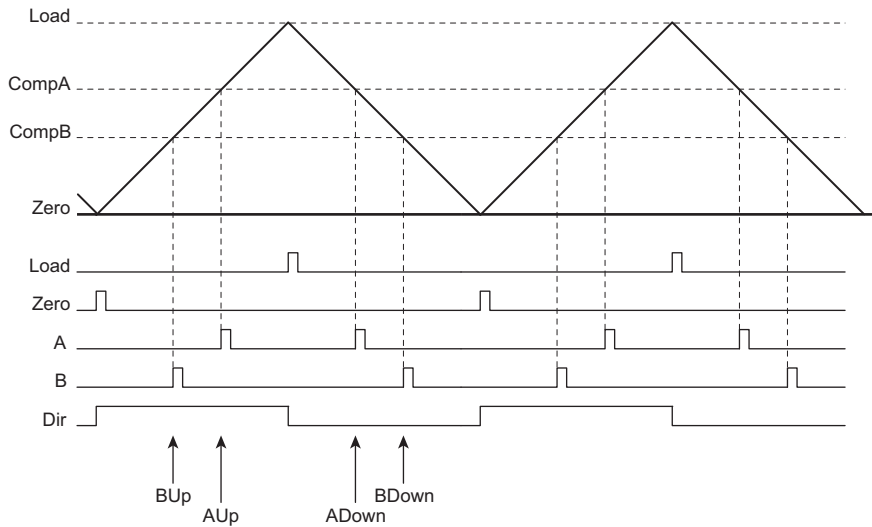 Load
CompA
CompB
Zero
Load
Zero
A
B
Dir
BUp
BDown
AUp
ADown